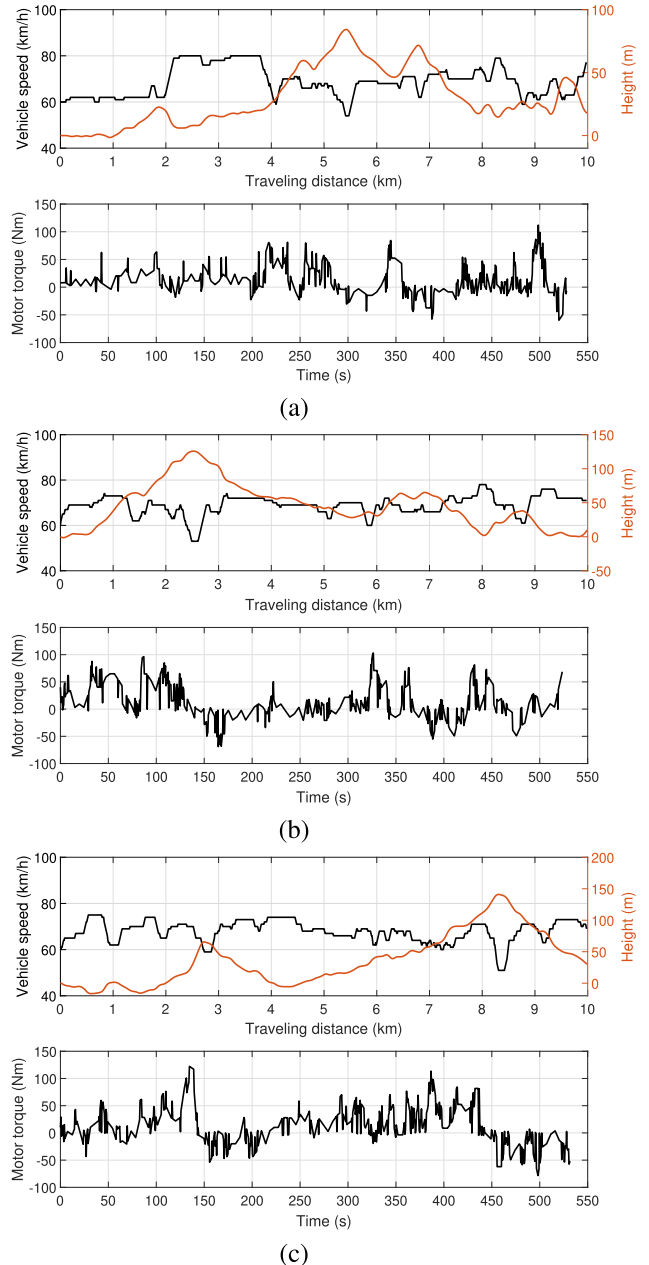 100
80
60
40
Vehicle speed (km/h)
100
50
0
Height (m)
0 1 2 3 4 5 6 7 8 9 10
Traveling distance (km)
150
100
50
0
-50
-100
Motor torque (Nm)
0 50 100 150 200 250 300 350 400 450 500 550
Time (s)
(a)
100
80
60
40
Vehicle speed (km/h)
150
100
50
0
-50
Height (m)
0 1 2 3 4 5 6 7 8 9 10
Traveling distance (km)
150
100
50
0
-50
-100
Motor torque (Nm)
0 50 100 150 200 250 300 350 400 450 500 550
Time (s)
(b)
100
80
60
40
Vehicle speed (km/h)
200
150
100
50
0
Height (m)
0 1 2 3 4 5 6 7 8 9 10
Traveling distance (km)
150
100
50
0
-50
-100
Motor torque (Nm)
0 50 100 150 200 250 300 350 400 450 500 550
Time (s)
(c)